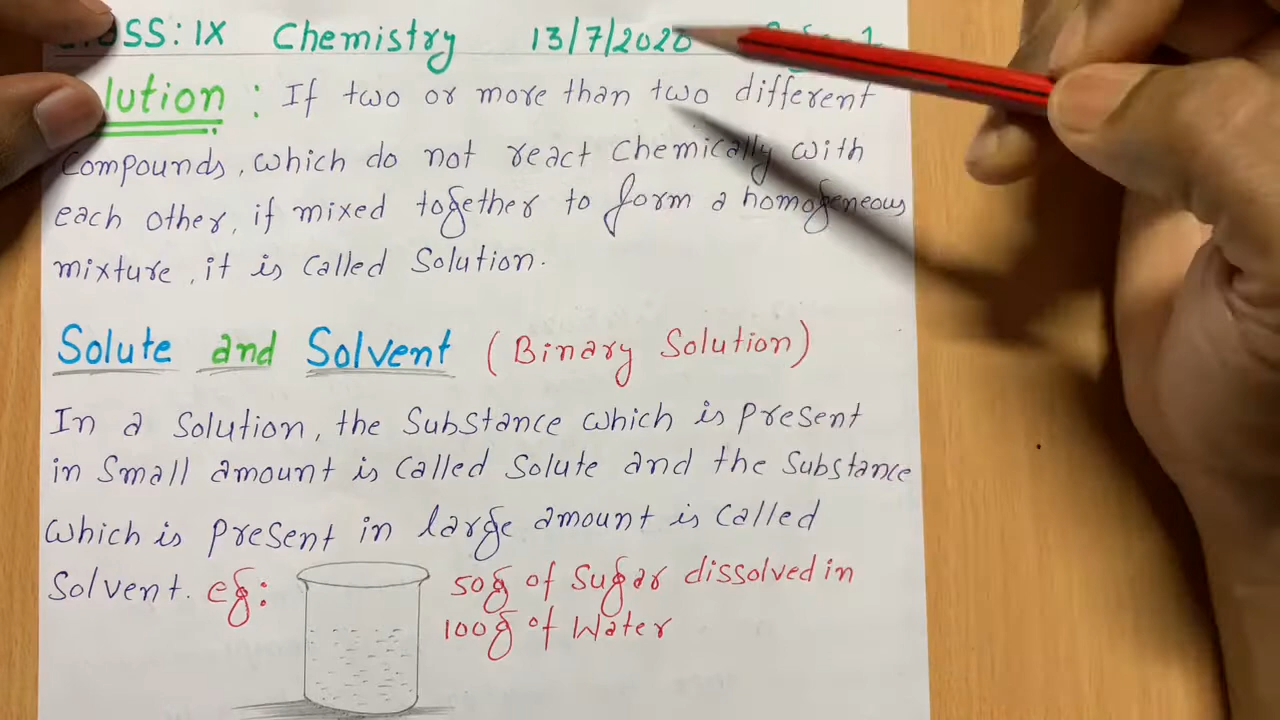 SS: IX Chemistry 13/7/2020
lution : If two or more than two different
Compounds, which do not react chemically with
each other, if mixed together to form a homogeneous
mixture, it is called Solution.
Solute and Solvent (Binary Solution)
In a Solution, the Substance which is present
in Small amount is called Solute and the Substance
which is present in large amount is called
Solvent. eg:
50g of Sugar dissolved in
100g of Water